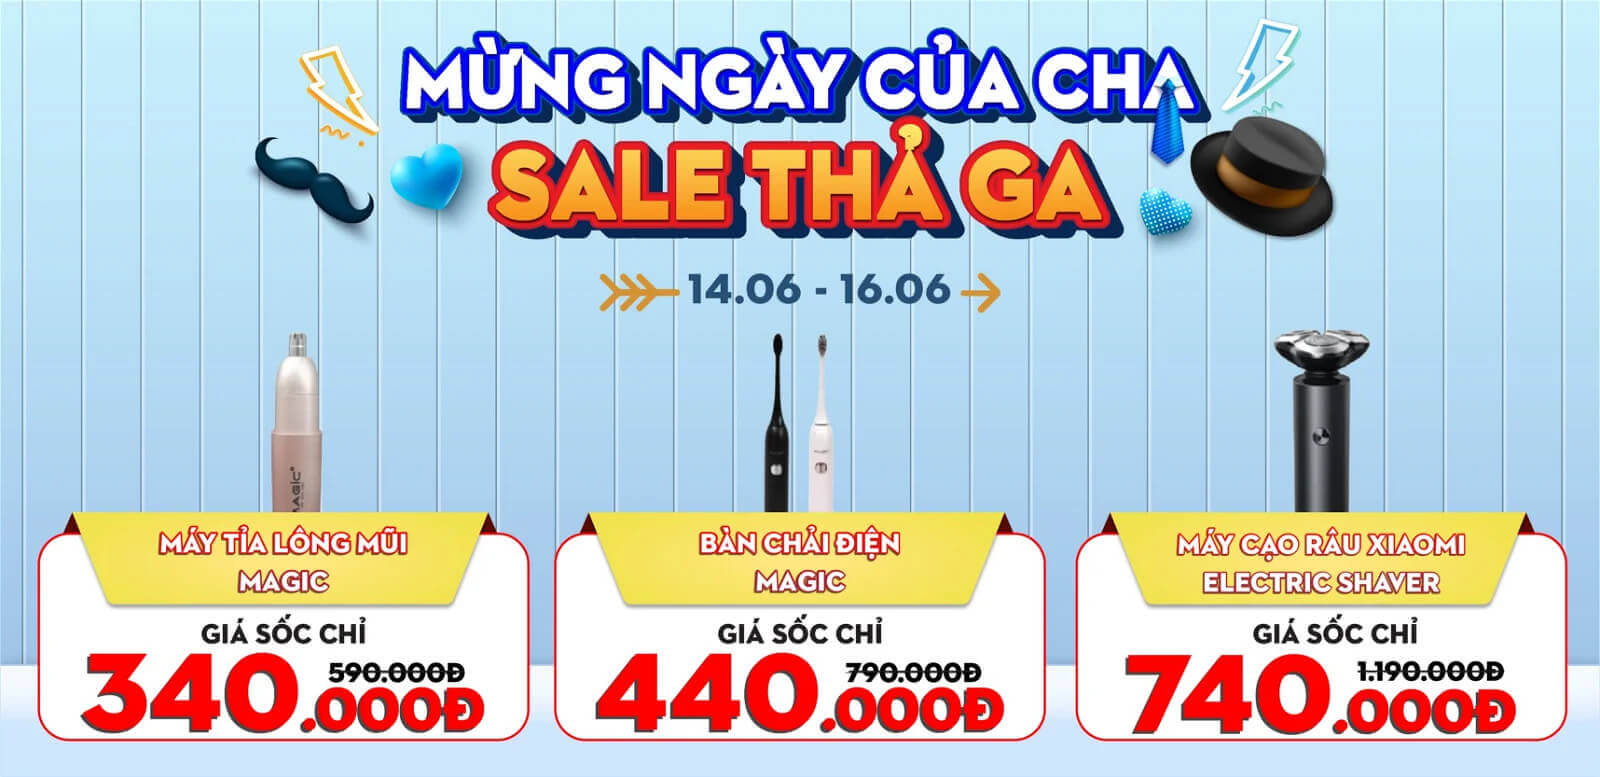 MỪNG NGÀY CỦA CHA
SALE THẢ GA
14.06 - 16.06
MÁY TỈA LÔNG MŨI
MAGIC
GIÁ SỐC CHỈ
590.000Đ
340.000Đ
BÀN CHẢI ĐIỆN
MAGIC
GIÁ SỐC CHỈ
790.000Đ
440.000Đ
MÁY CẠO RÂU XIAOMI
ELECTRIC SHAVER
GIÁ SỐC CHỈ
1.190.000Đ
740.000Đ